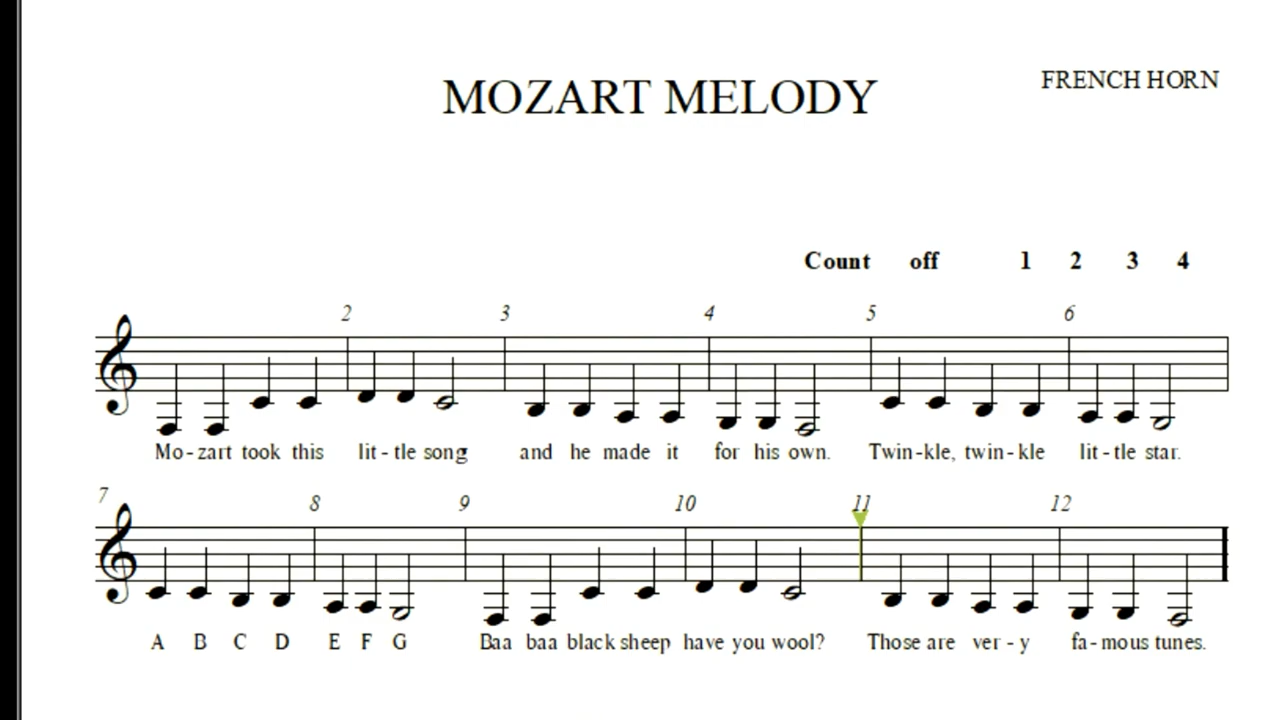 FRENCH HORN
MOZART MELODY
Count off 1 2 3 4
2 3 4 5 6
Mo-zart took this lit-tle song and he made it for his own. Twin-kle, twin-kle lit-tle star.
7 8 9 10 11 12
A B C D E F G Baa baa black sheep have you wool? Those are ver-y fa-mous tunes.